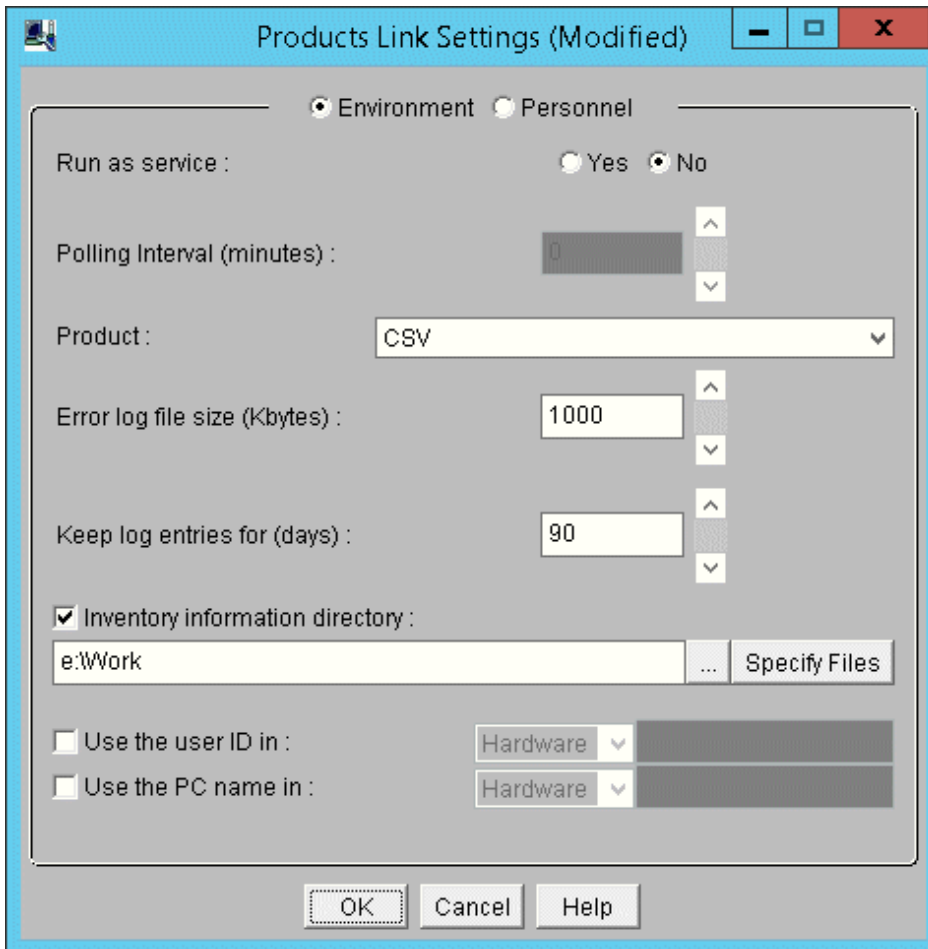 Products Link Settings (Modified)
Environment Personnel
Run as service : Yes No
Polling Interval (minutes) : 0
Product : CSV
Error log file size (Kbytes) : 1000
Keep log entries for (days) : 90
Inventory information directory :
e:\Work ... Specify Files
Use the user ID in : Hardware
Use the PC name in : Hardware
OK Cancel Help